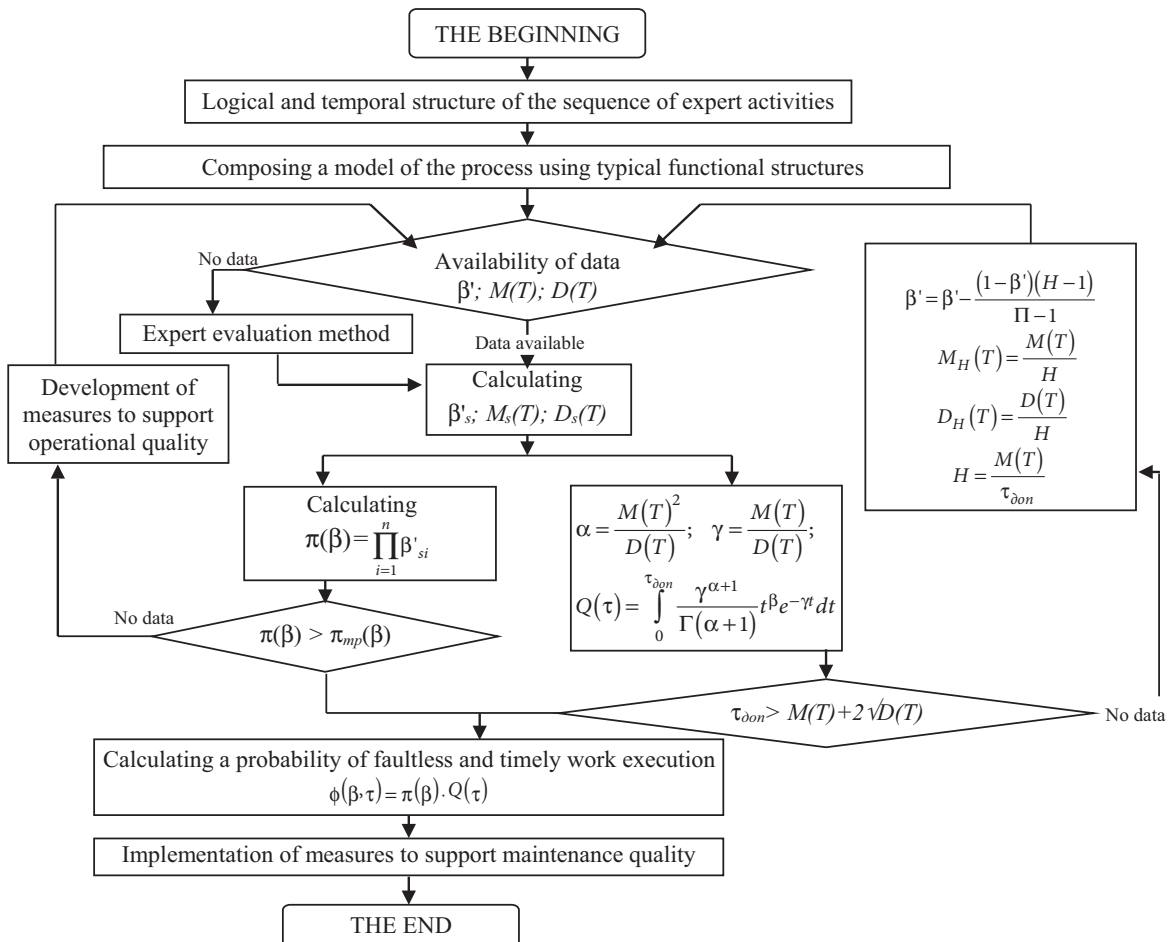 THE BEGINNING
Logical and temporal structure of the sequence of expert activities
Composing a model of the process using typical functional structures
No data
Availability of data
β'; M(T); D(T)
Expert evaluation method
Data available
Development of
measures to support
operational quality
Calculating
β'ₛ; Mₛ(T); Dₛ(T)
β' = β' - (1-β')(H-1) / Π-1
M_H(T) = M(T) / H
D_H(T) = D(T) / H
H = M(T) / τ_доп
Calculating
π(β) = ∏_{i=1}^{n} β'_{si}
α = M(T)² / D(T); γ = M(T) / D(T);
Q(τ) = ∫_0^{τ_доп} γ^{α+1} / Γ(α+1) t^β e^{-γt} dt
No data
π(β) > π_mp(β)
τ_доп > M(T)+2√D(T)
No data
Calculating a probability of faultless and timely work execution
ϕ(β,τ) = π(β).Q(τ)
Implementation of measures to support maintenance quality
THE END